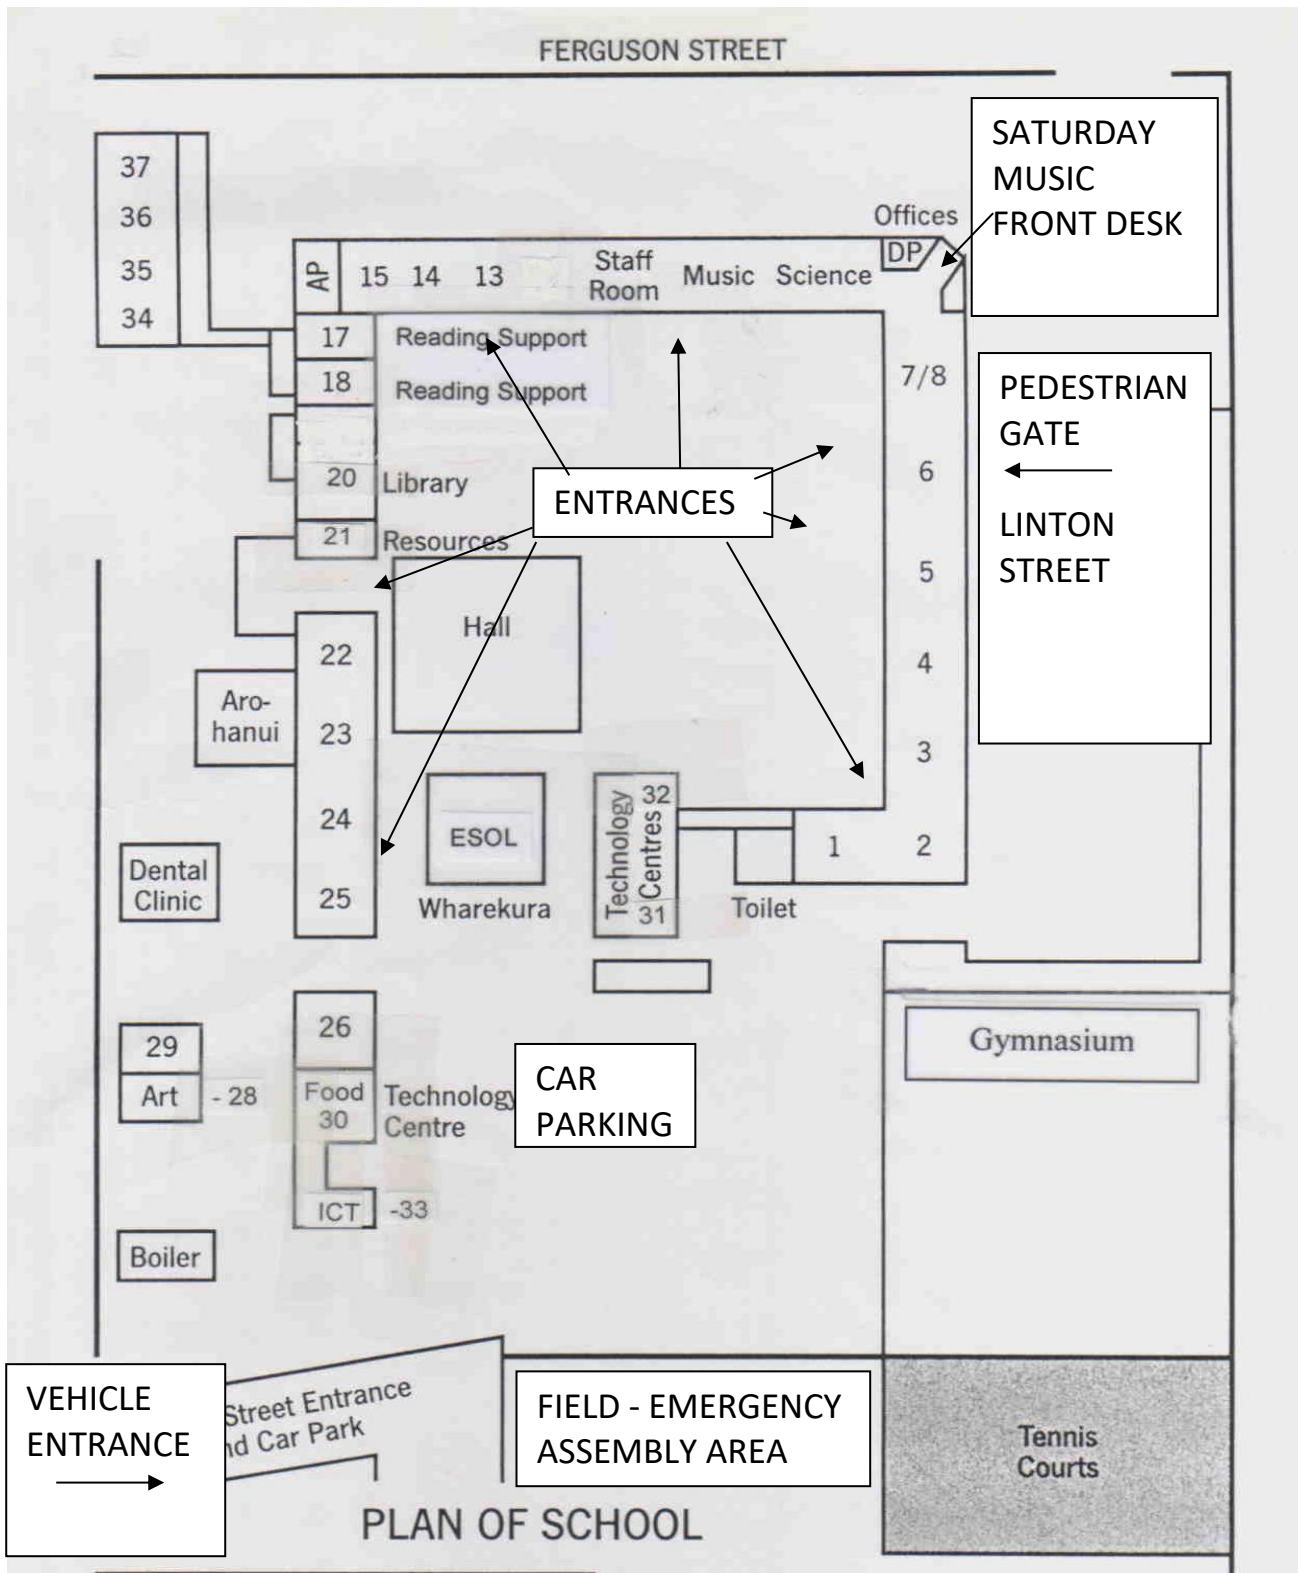 FERGUSON STREET
SATURDAY
MUSIC
FRONT DESK
37
36
35
34
Offices
DP
AP
15
14
13
Staff
Room
Music
Science
17
Reading Support
18
Reading Support
7/8
PEDESTRIAN
GATE
LINTON
STREET
20
Library
ENTRANCES
6
21
Resources
5
Hall
22
4
Aro-
hanui
23
3
24
ESOL
Wharekura
32
Technology
Centres
31
1
2
Toilet
Dental
Clinic
25
26
29
Art
- 28
Food
30
Technology
Centre
CAR
PARKING
Gymnasium
ICT
-33
Boiler
VEHICLE
ENTRANCE
Street Entrance
Car Park
FIELD - EMERGENCY
ASSEMBLY AREA
Tennis
Courts
PLAN OF SCHOOL